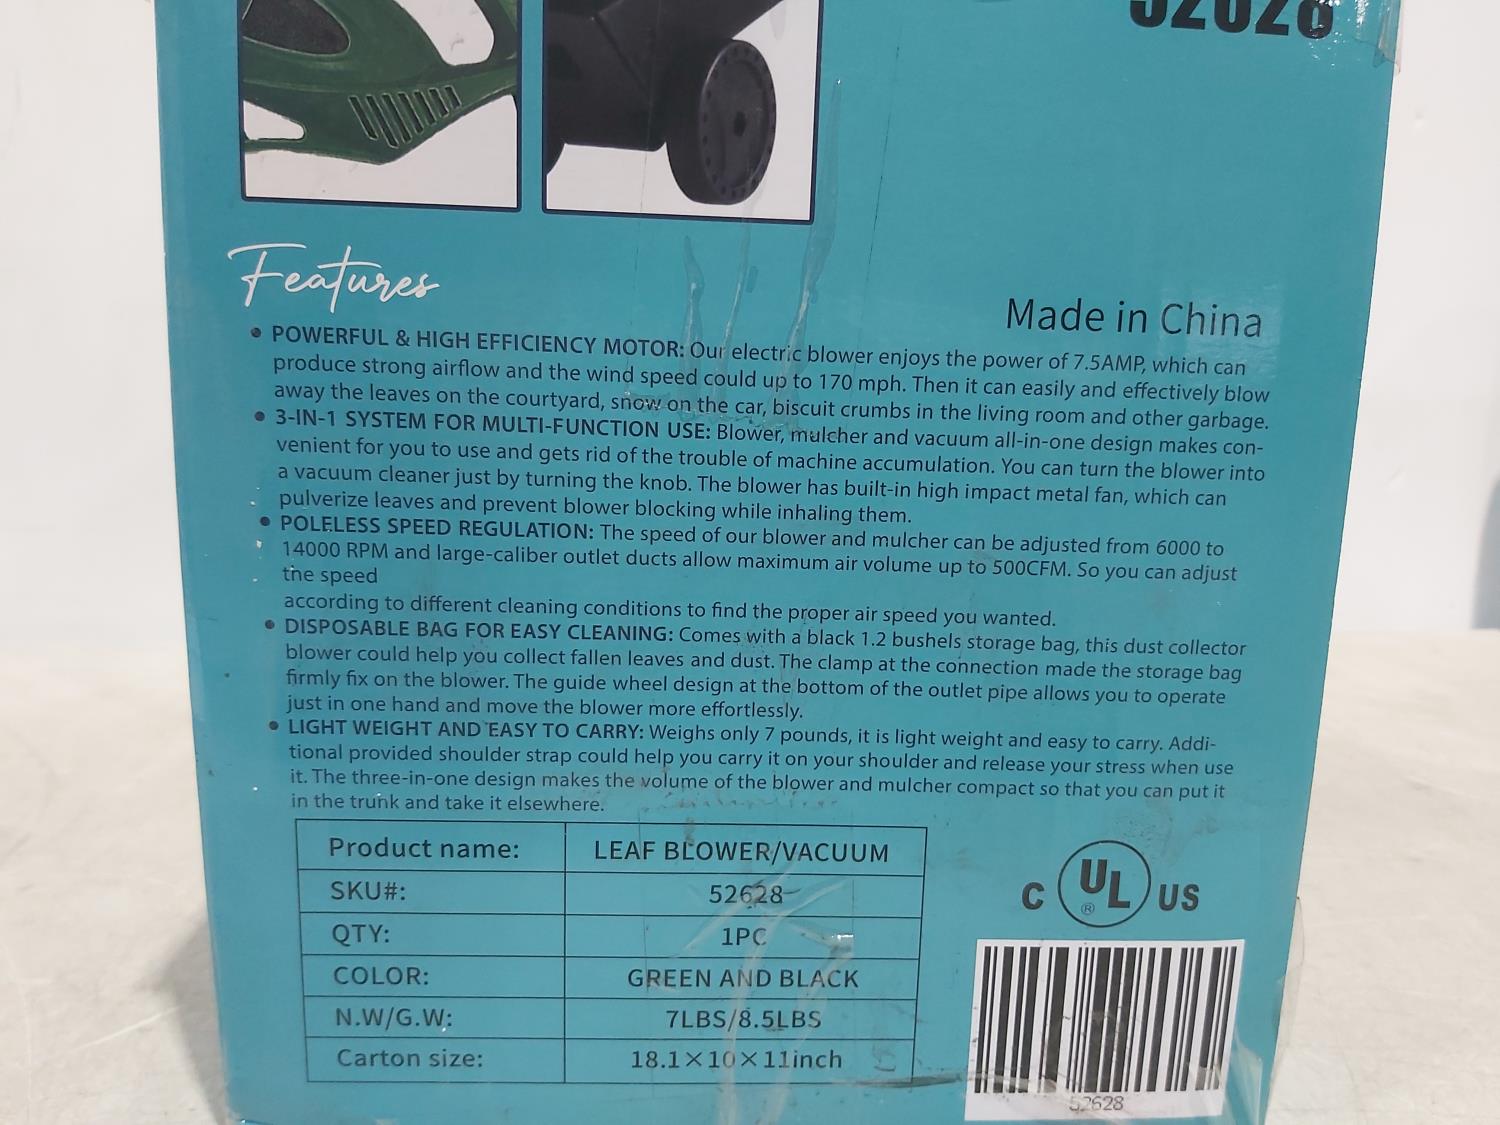 52628
Features
Made in China
• POWERFUL & HIGH EFFICIENCY MOTOR: Our electric blower enjoys the power of 7.5AMP, which can
produce strong airflow and the wind speed could up to 170 mph. Then it can easily and effectively blow
away the leaves on the courtyard, snow on the car, biscuit crumbs in the living room and other garbage.
• 3-IN-1 SYSTEM FOR MULTI-FUNCTION USE: Blower, mulcher and vacuum all-in-one design makes con-
venient for you to use and gets rid of the trouble of machine accumulation. You can turn the blower into
a vacuum cleaner just by turning the knob. The blower has built-in high impact metal fan, which can
pulverize leaves and prevent blower blocking while inhaling them.
• POLELESS SPEED REGULATION: The speed of our blower and mulcher can be adjusted from 6000 to
14000 RPM and large-caliber outlet ducts allow maximum air volume up to 500CFM. So you can adjust
the speed
according to different cleaning conditions to find the proper air speed you wanted.
• DISPOSABLE BAG FOR EASY CLEANING: Comes with a black 1.2 bushels storage bag, this dust collector
blower could help you collect fallen leaves and dust. The clamp at the connection made the storage bag
firmly fix on the blower. The guide wheel design at the bottom of the outlet pipe allows you to operate
just in one hand and move the blower more effortlessly.
• LIGHT WEIGHT AND EASY TO CARRY: Weighs only 7 pounds, it is light weight and easy to carry. Addi-
tional provided shoulder strap could help you carry it on your shoulder and release your stress when use
it. The three-in-one design makes the volume of the blower and mulcher compact so that you can put it
in the trunk and take it elsewhere.
Product name: LEAF BLOWER/VACUUM
SKU#: 52628
QTY: 1PC
COLOR: GREEN AND BLACK
N.W/G.W: 7LBS/8.5LBS
Carton size: 18.1×10×11inch
C UL® US
52628